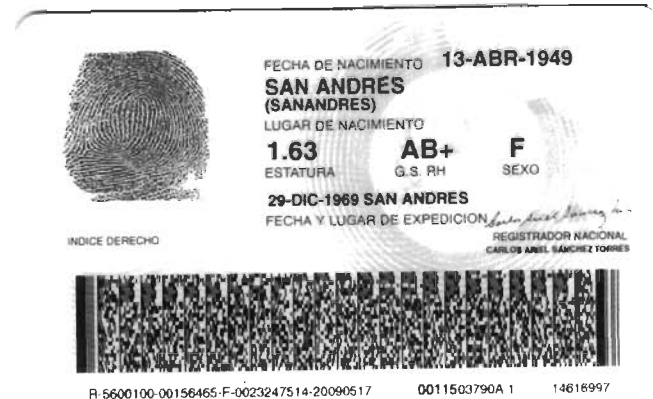 FECHA DE NACIMIENTO 13-ABR-1949
SAN ANDRES
(SANANDRES)
LUGAR DE NACIMIENTO
1.63 AB+ F
ESTATURA G.S. RH SEXO
29-DIC-1969 SAN ANDRES
FECHA Y LUGAR DE EXPEDICION
INDICE DERECHO
REGISTRADOR NACIONAL
CARLOS ARIEL SÁNCHEZ TORRES
R-5600100-00156465-F-0023247514-20090517 0011503790A 1 14616997